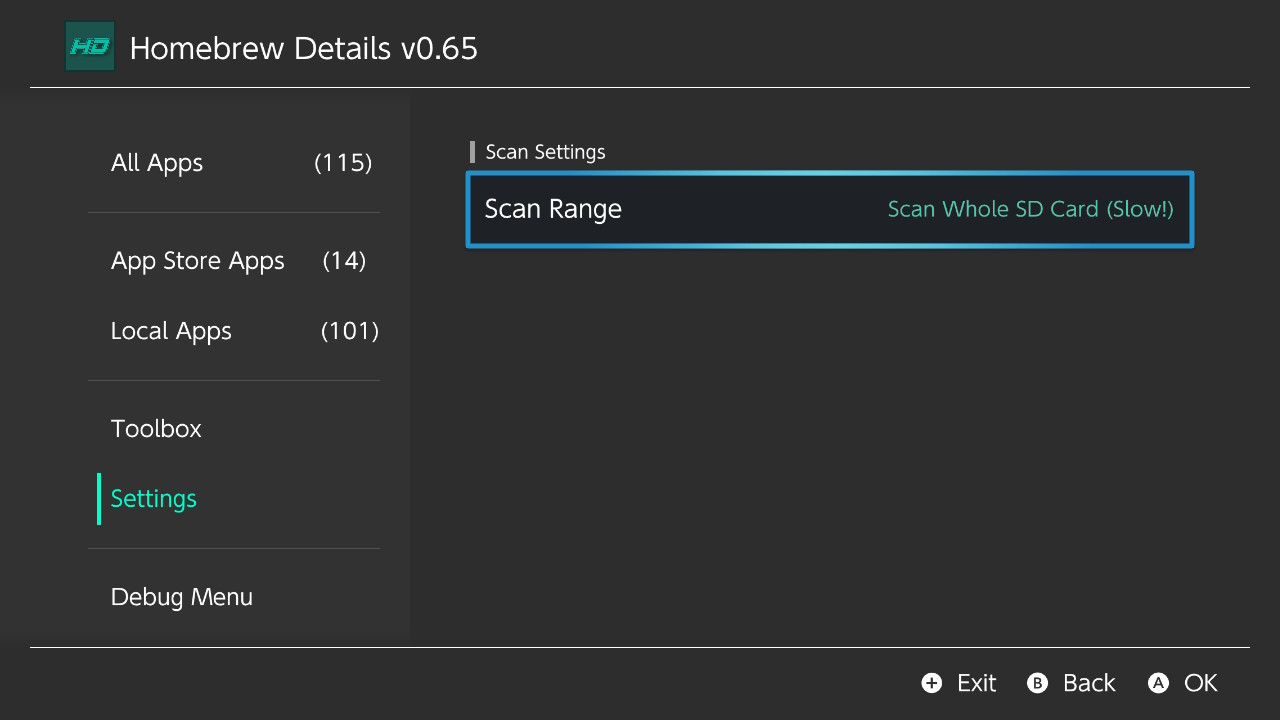 HD Homebrew Details v0.65
All Apps (115)
App Store Apps (14)
Local Apps (101)
Toolbox
Settings
Debug Menu
Scan Settings
Scan Range Scan Whole SD Card (Slow!)
+ Exit B Back A OK